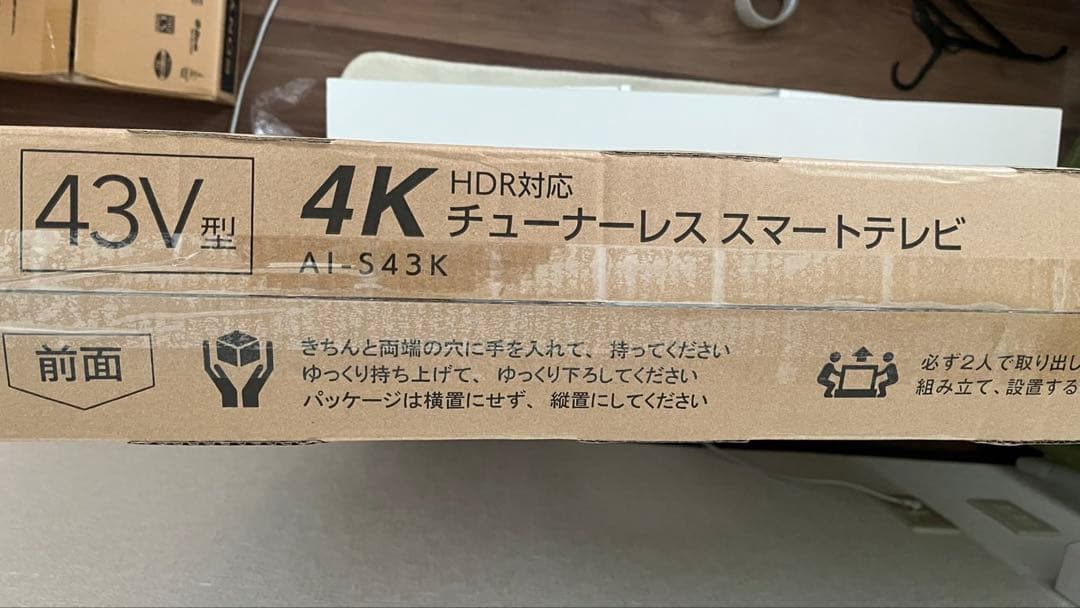 43V型
4K
HDR対応
チューナーレス スマートテレビ
AI-S43K
前面
きちんと両端の穴に手を入れて、持ってください
ゆっくり持ち上げて、ゆっくり下ろしてください
パッケージは横置にせず、縦置にしてください
必ず2人で取り出し
組み立て、設置する